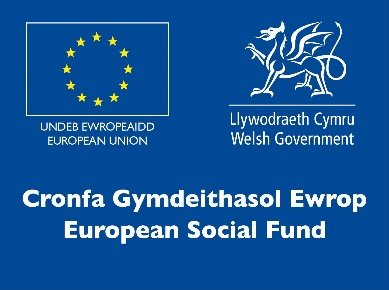 UNDEB EWROPEAIDD
EUROPEAN UNION
Llywodraeth Cymru
Welsh Government
Cronfa Gymdeithasol Ewrop
European Social Fund